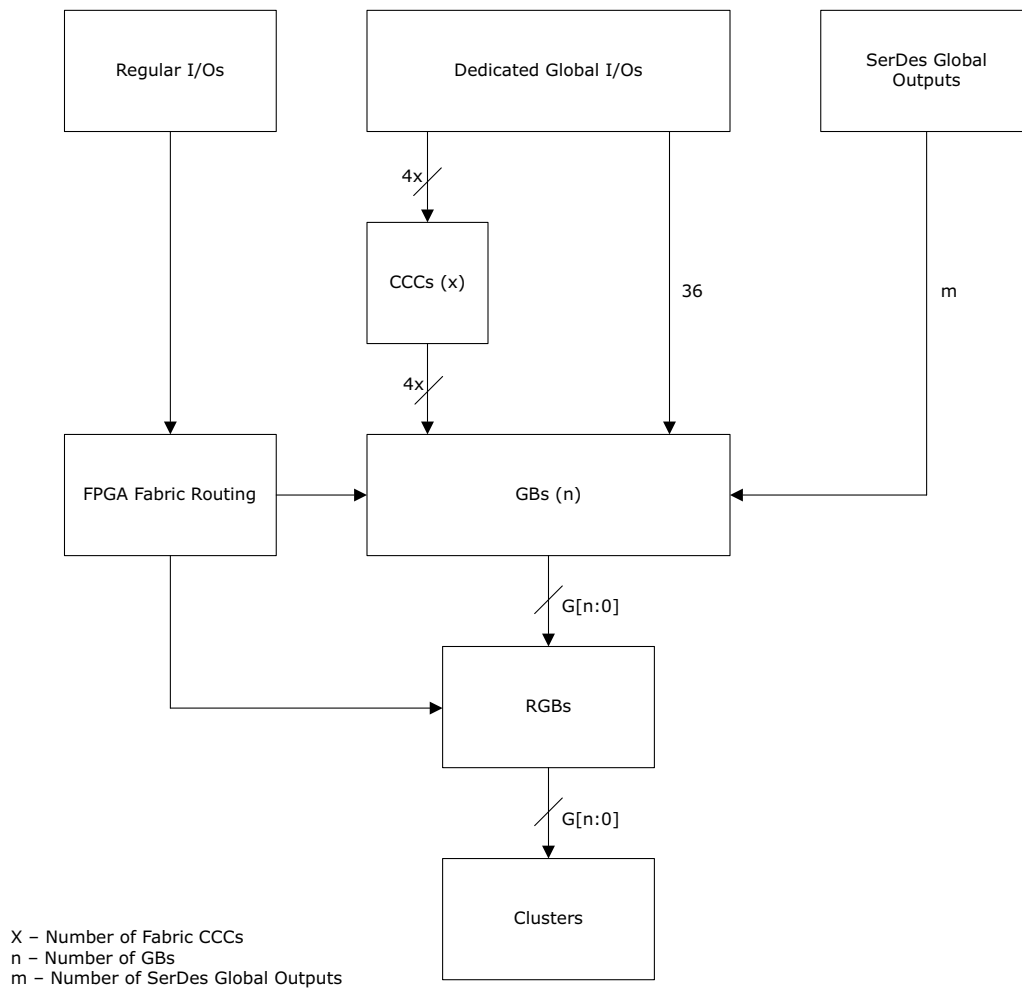 Regular I/Os
Dedicated Global I/Os
SerDes Global
Outputs
4x
CCCs (x)
36
m
4x
FPGA Fabric Routing
GBs (n)
G[n:0]
RGBs
G[n:0]
Clusters
X – Number of Fabric CCCs
n – Number of GBs
m – Number of SerDes Global Outputs